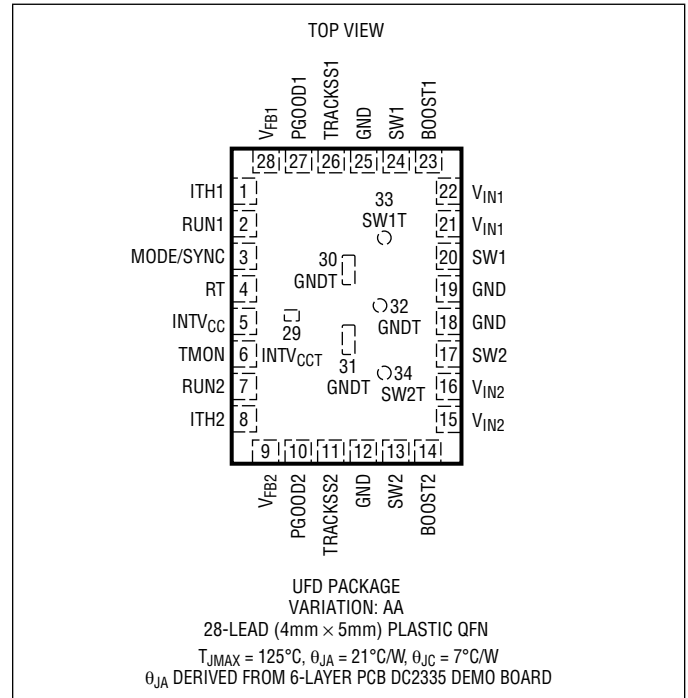 TOP VIEW
VFB1
PGOOD1
TRACKSS1
GND
SW1
BOOST1
28 27 26 25 24 23
ITH1 1
RUN1 2
MODE/SYNC 3
RT 4
INTVCC 5
TMON 6
RUN2 7
ITH2 8
33
SW1T
30
GNDT
32
GNDT
29
INTVCCT
31
GNDT
34
SW2T
22 VIN1
21 VIN1
20 SW1
19 GND
18 GND
17 SW2
16 VIN2
15 VIN2
9 10 11 12 13 14
VFB2
PGOOD2
TRACKSS2
GND
SW2
BOOST2
UFD PACKAGE
VARIATION: AA
28-LEAD (4mm × 5mm) PLASTIC QFN
TJMAX = 125°C, θJA = 21°C/W, θJC = 7°C/W
θJA DERIVED FROM 6-LAYER PCB DC2335 DEMO BOARD